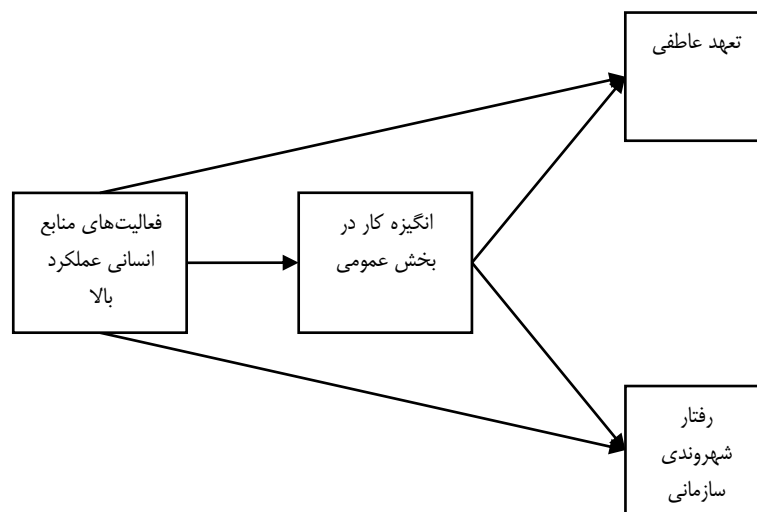 تعهد عاطفی
فعالیت‌های منابع
انسانی عملکرد
بالا
انگیزه کار در
بخش عمومی
رفتار
شهروندی
سازمانی